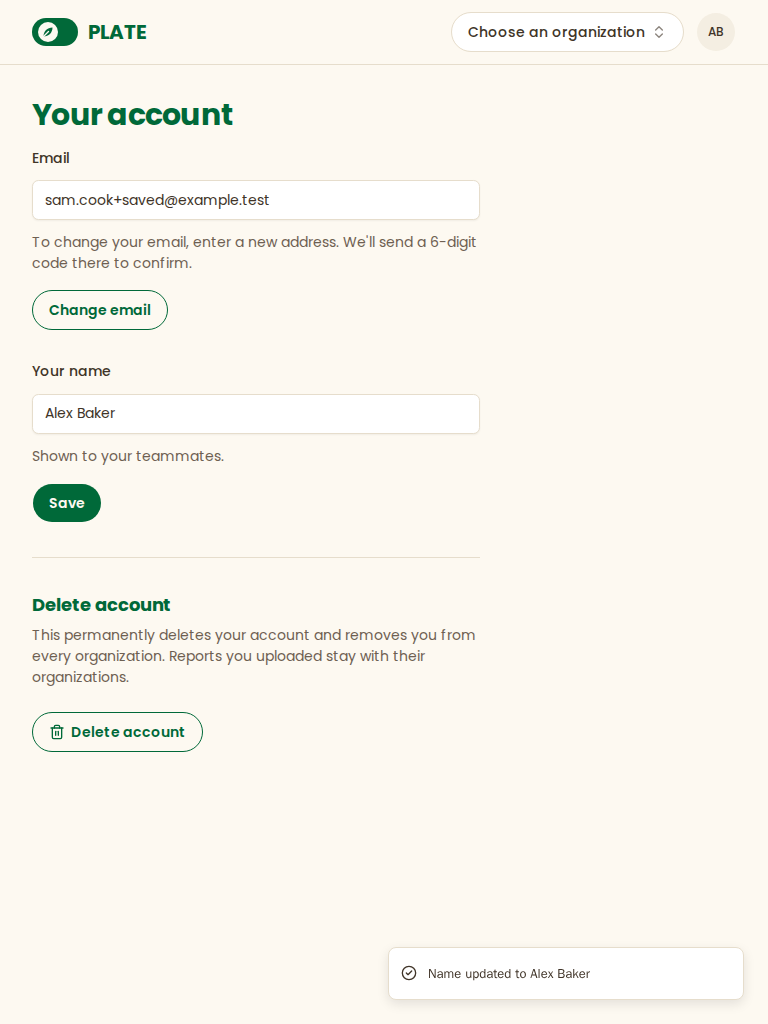 PLATE
Choose an organization
AB
Your account
Email
sam.cook+saved@example.test
To change your email, enter a new address. We'll send a 6-digit
code there to confirm.
Change email
Your name
Alex Baker
Shown to your teammates.
Save
Delete account
This permanently deletes your account and removes you from
every organization. Reports you uploaded stay with their
organizations.
Delete account
Name updated to Alex Baker